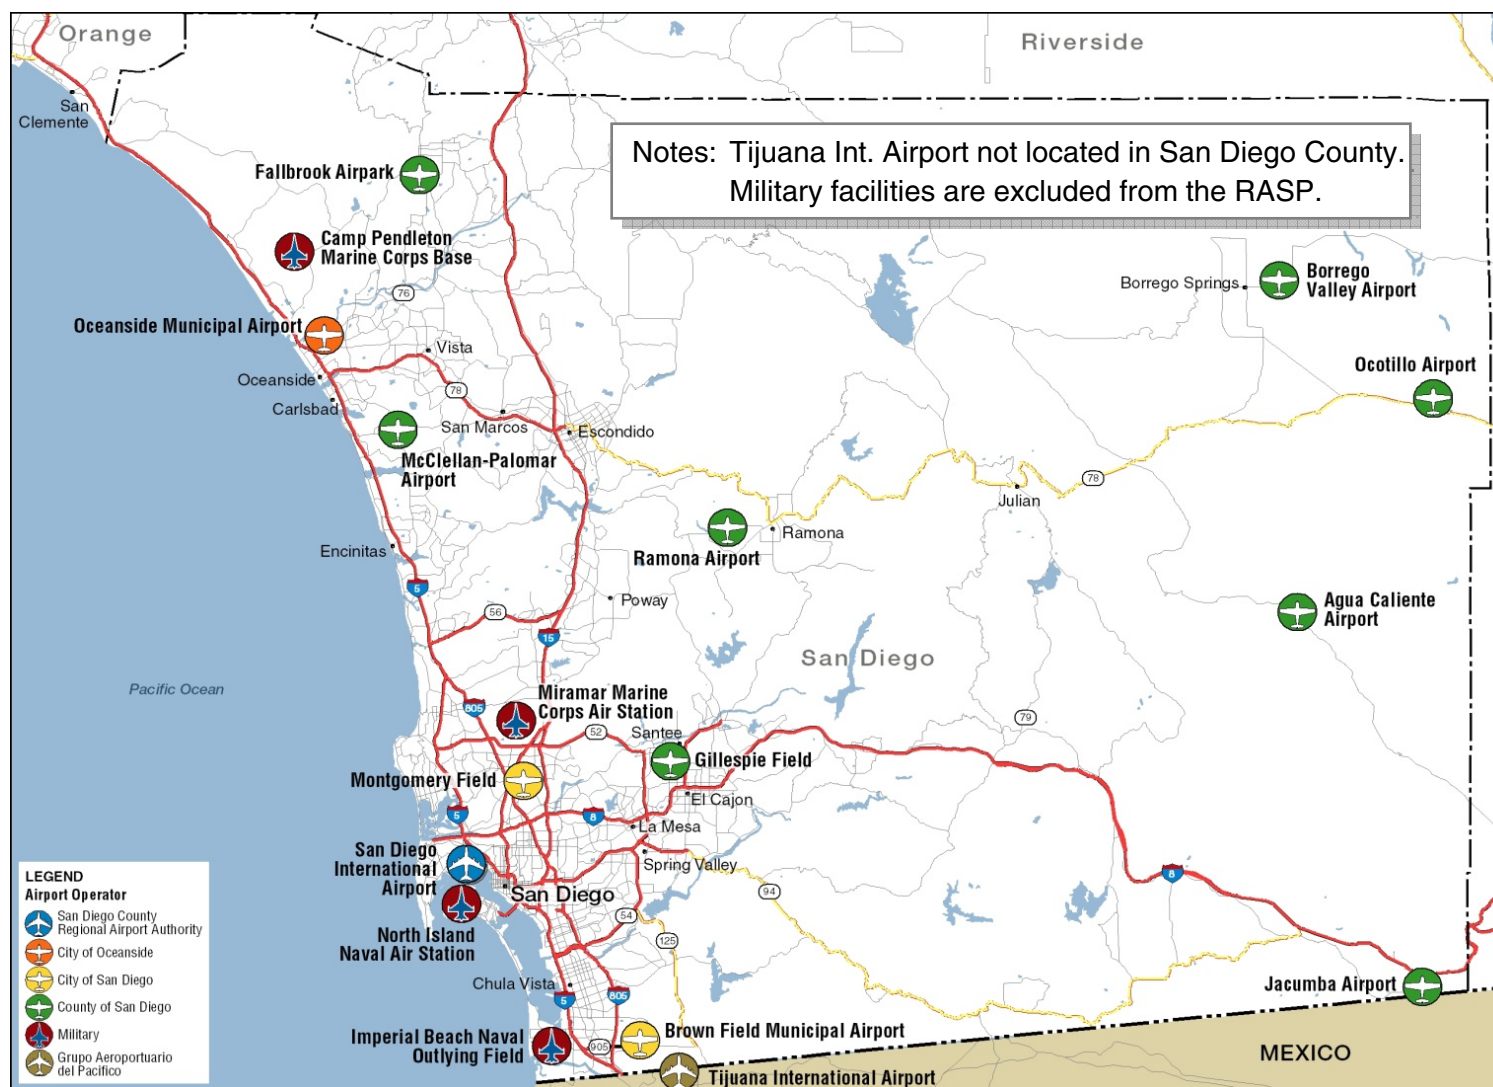 Orange
Riverside
San
Clemente
Notes: Tijuana Int. Airport not located in San Diego County.
Military facilities are excluded from the RASP.
Fallbrook Airpark
Camp Pendleton
Marine Corps Base
76
Borrego Springs
Borrego
Valley Airport
Oceanside Municipal Airport
Vista
Oceanside
Carlsbad
78
San Marcos
Escondido
Ocotillo Airport
McClellan-Palomar
Airport
78
Julian
Ramona
Ramona Airport
Encinitas
5
56
Poway
15
Agua Caliente
Airport
San Diego
Pacific Ocean
805
Miramar Marine
Corps Air Station
52
Santee
79
Gillespie Field
Montgomery Field
El Cajon
5
8
La Mesa
San Diego
International
Airport
Spring Valley
8
94
San Diego
54
North Island
Naval Air Station
125
Chula Vista
5
805
Jacumba Airport
Imperial Beach Naval
Outlying Field
905
Brown Field Municipal Airport
MEXICO
Tijuana International Airport
LEGEND
Airport Operator
San Diego County
Regional Airport Authority
City of Oceanside
City of San Diego
County of San Diego
Military
Grupo Aeroportuario
del Pacifico